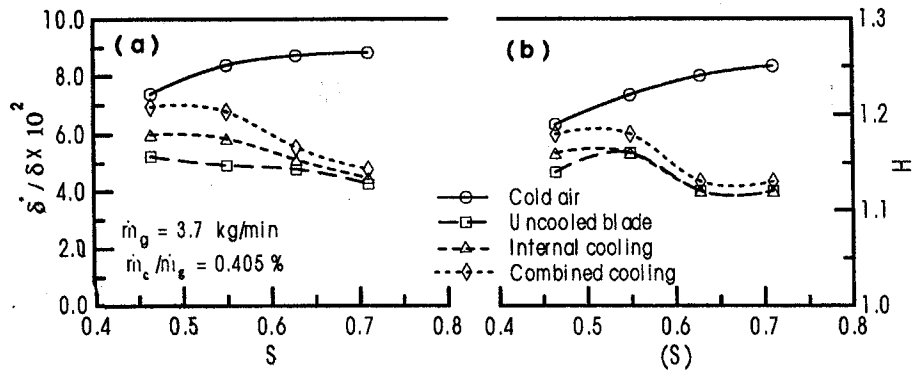 10.0
8.0
6.0
4.0
2.0
0.0
δ* / δ X 10²
(a)
ṁg = 3.7 kg/min
ṁc/ṁg = 0.405 %
0.4 0.5 0.6 0.7 0.8
S
(b)
Cold air
Uncooled blade
Internal cooling
Combined cooling
0.4 0.5 0.6 0.7 0.8
(S)
1.3
1.2
1.1
1.0
H